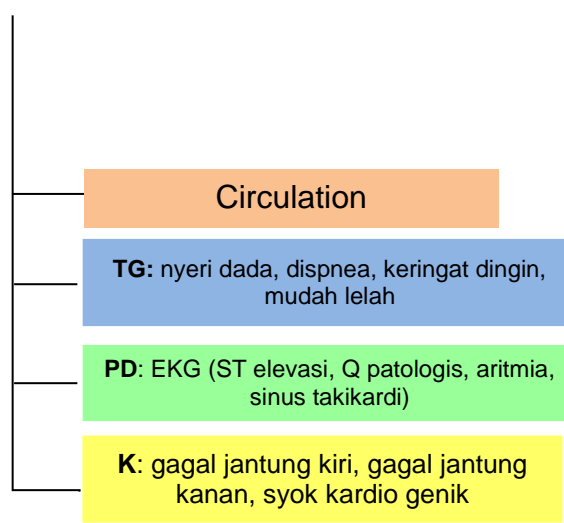 Circulation
TG: nyeri dada, dispnea, keringat dingin,
mudah lelah
PD: EKG (ST elevasi, Q patologis, aritmia,
sinus takikardi)
K: gagal jantung kiri, gagal jantung
kanan, syok kardio genik